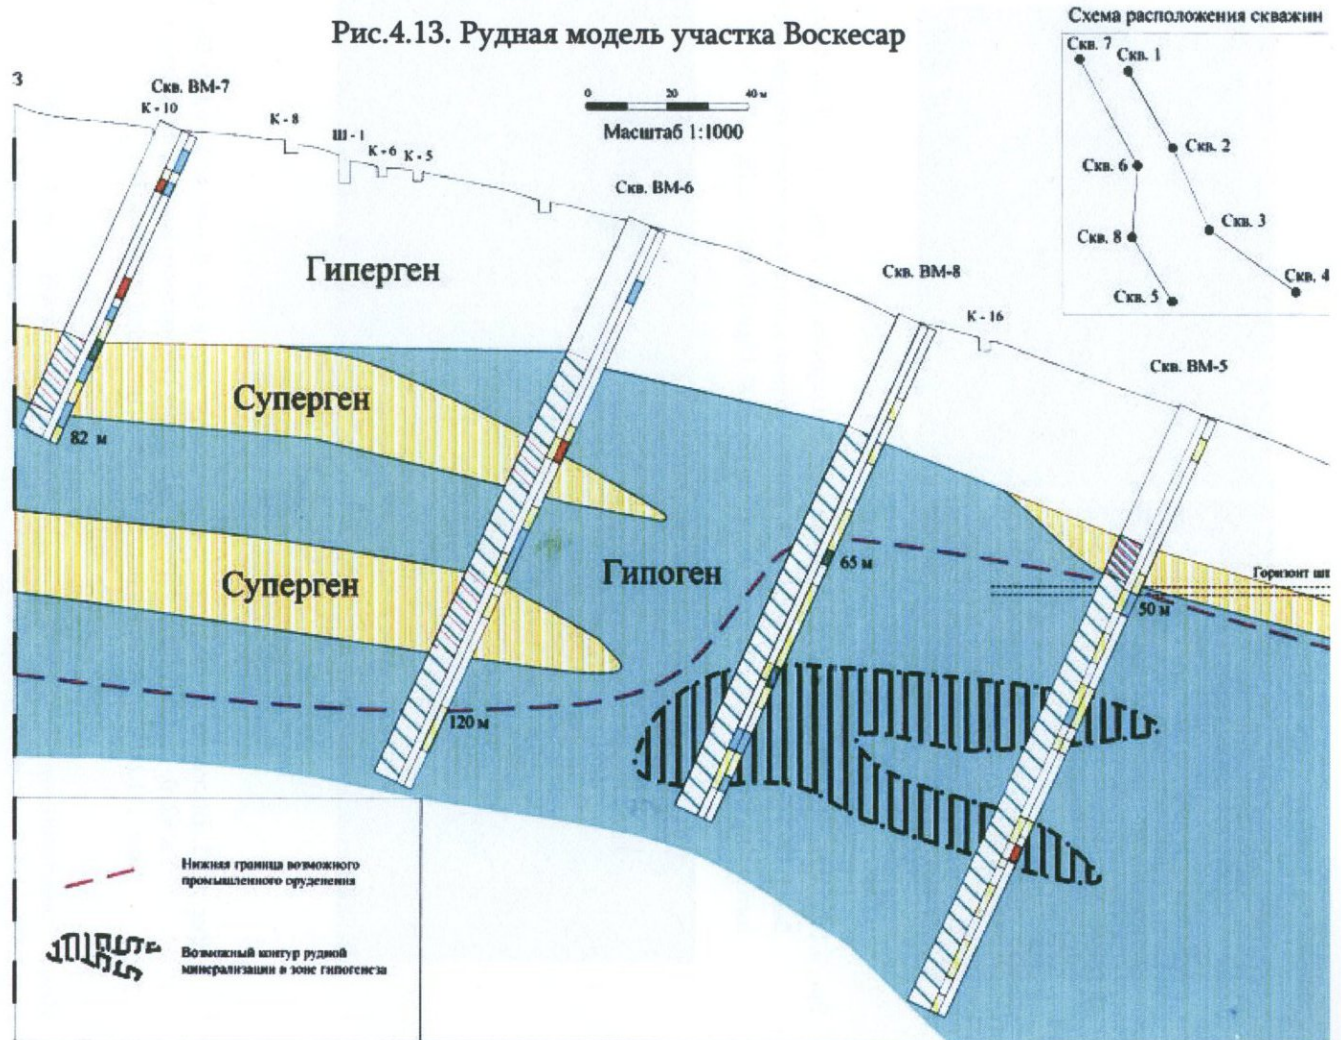 Рис.4.13. Рудная модель участка Воскесар
Схема расположения скважин
Скв. 7
Скв. 1
Скв. 2
Скв. 6
Скв. 3
Скв. 8
Скв. 4
Скв. 5
0 20 40 м
Масштаб 1:1000
З
Скв. ВМ-7
К - 10
К - 8
Ш - 1
К - 6
К - 5
Скв. ВМ-6
Скв. ВМ-8
К - 16
Скв. ВМ-5
Гиперген
Суперген
82 м
Суперген
Гипоген
65 м
Горизонт
50 м
120 м
Нижняя граница возможного
промышленного оруденения
Возможный контур рудной
минерализации в зоне гипогенеза